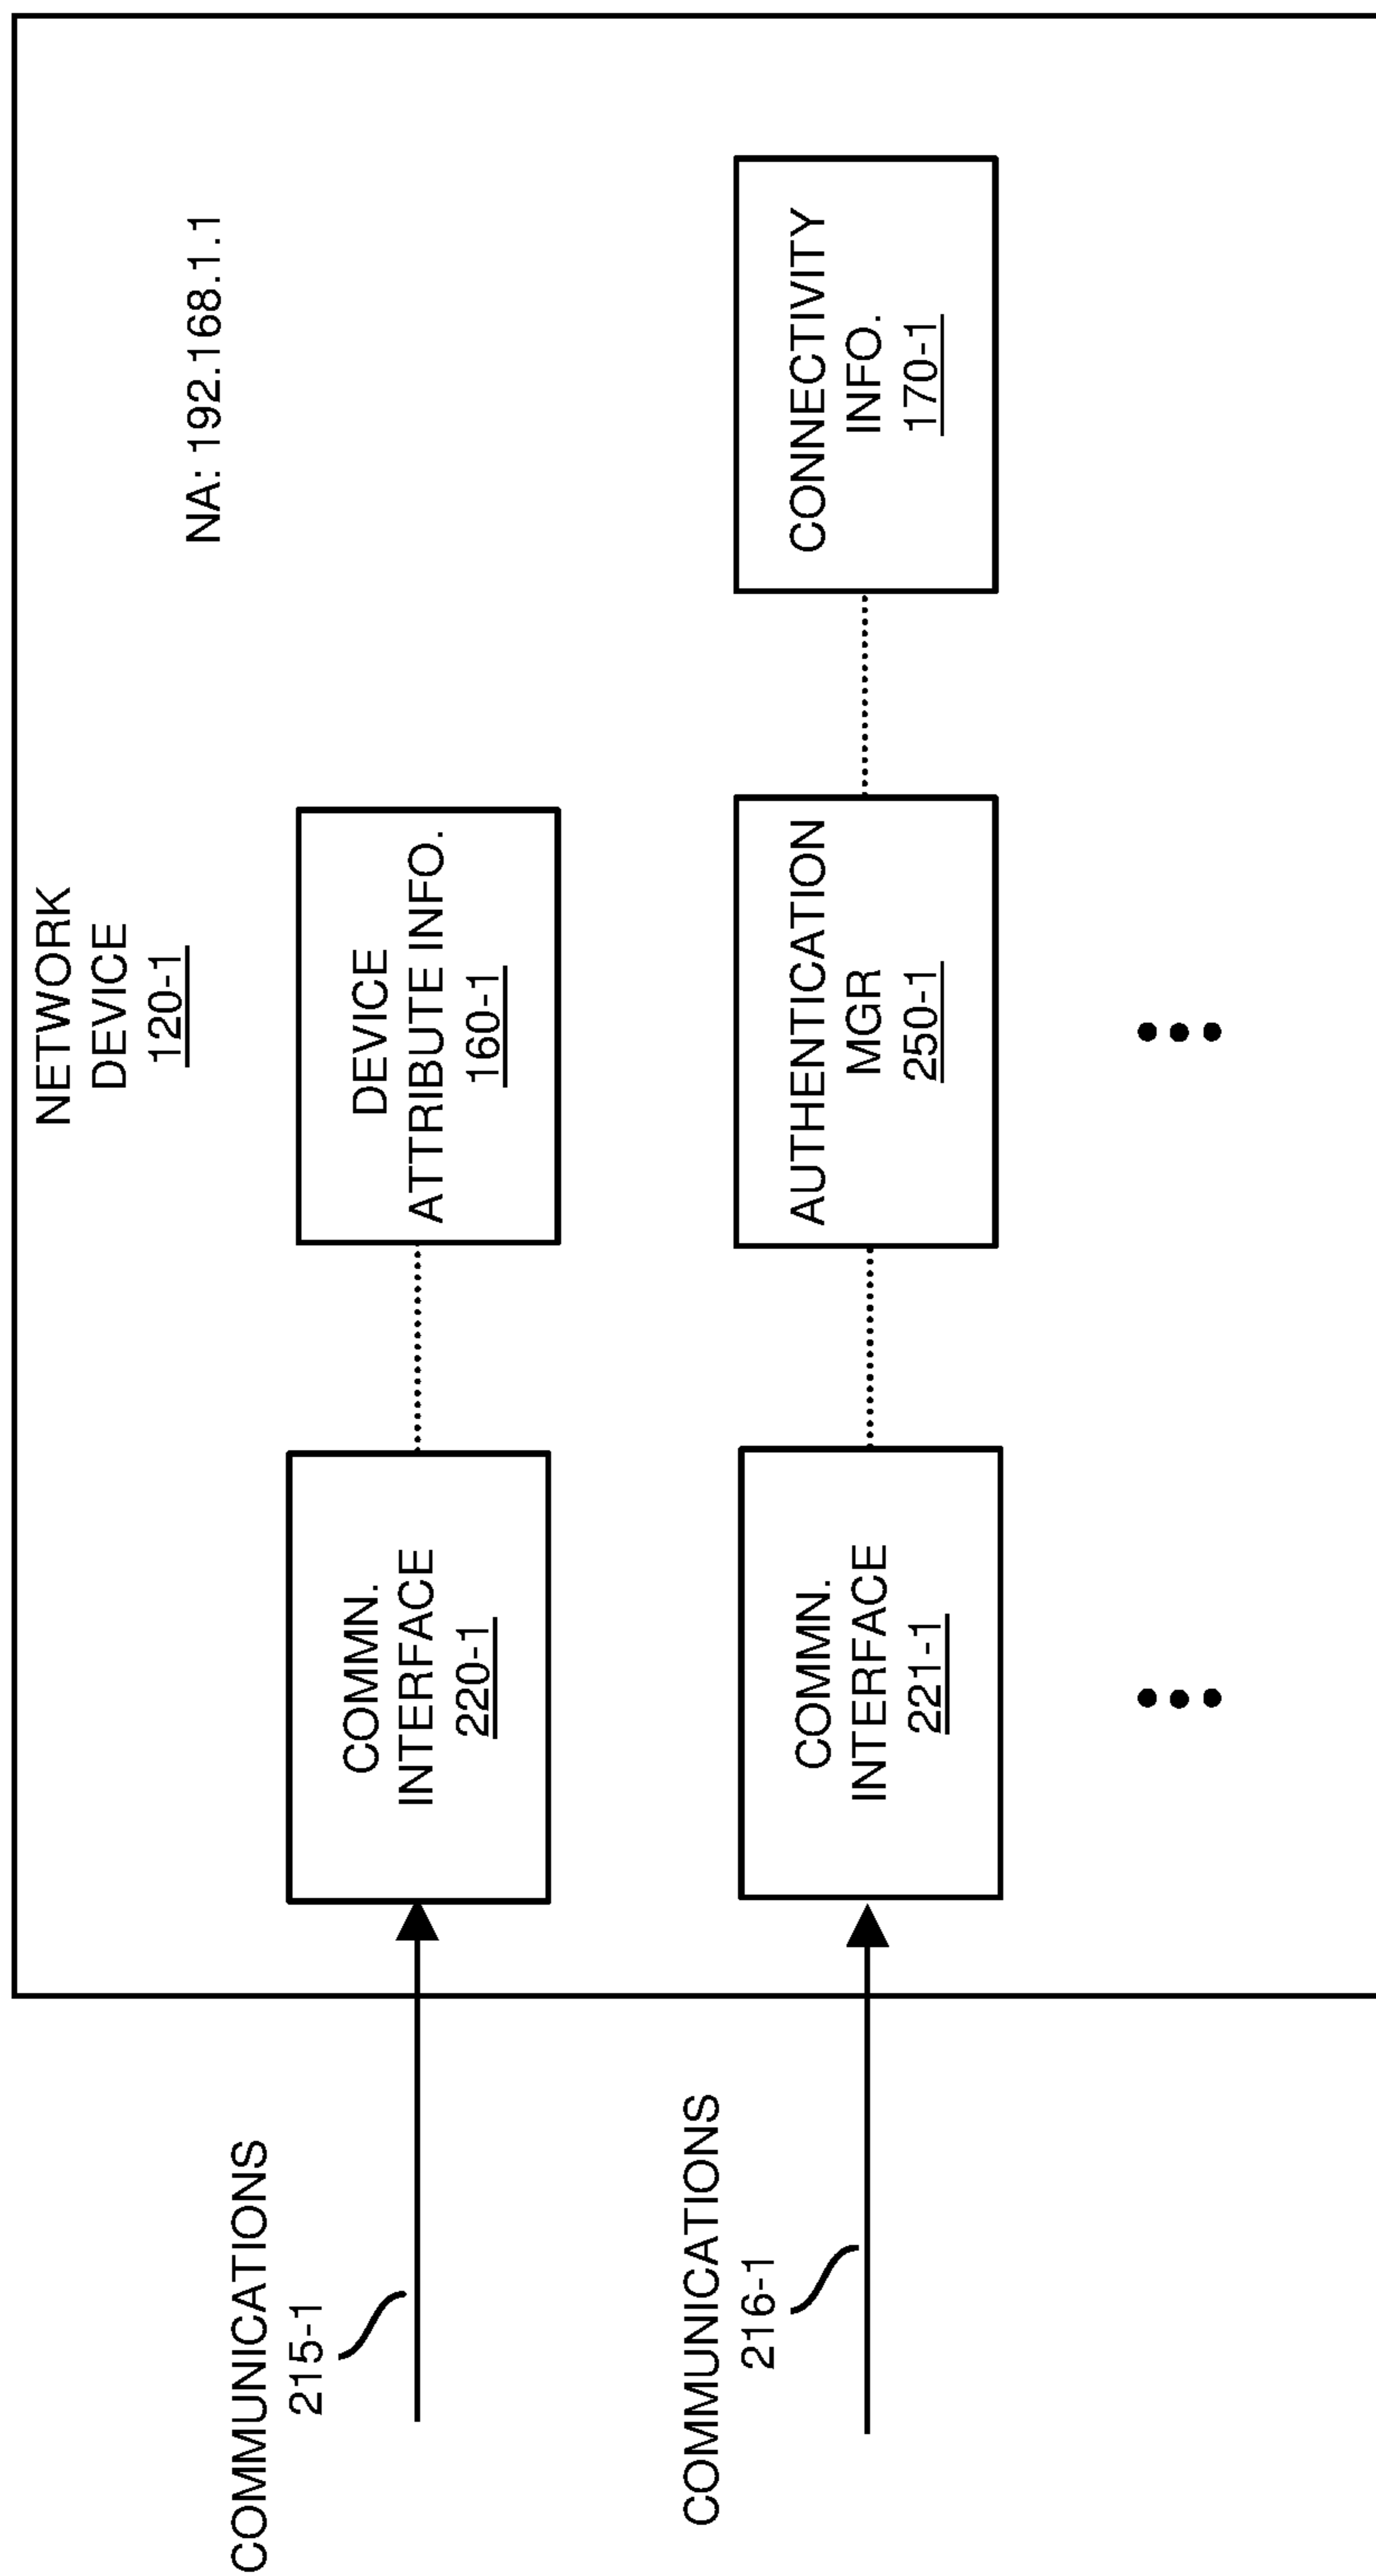 NETWORK
DEVICE
120-1
NA: 192.168.1.1
COMMUNICATIONS
215-1
COMMN.
INTERFACE
220-1
DEVICE
ATTRIBUTE INFO.
160-1
COMMUNICATIONS
216-1
COMMN.
INTERFACE
221-1
AUTHENTICATION
MGR
250-1
CONNECTIVITY
INFO.
170-1